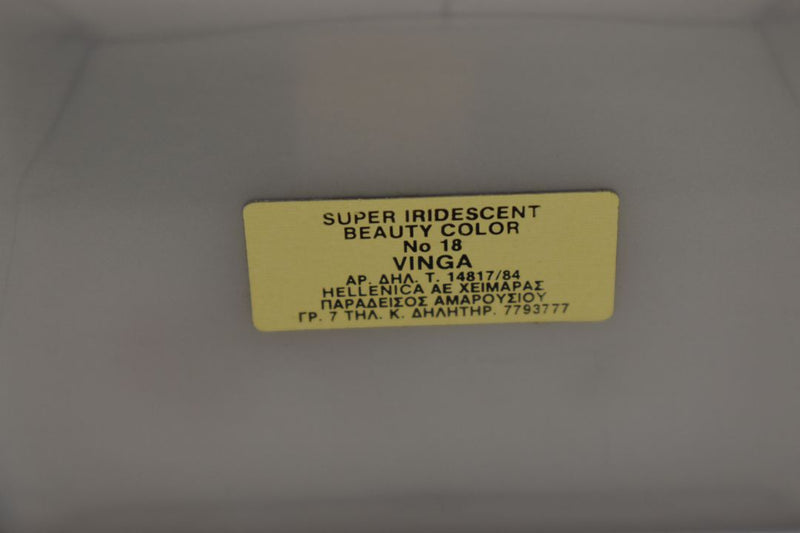 SUPER IRIDESCENT
BEAUTY COLOR
No 18
VINGA
ΑΡ. ΔΗΛ. Τ. 14817/84
HELLENICA AE ΧΕΙΜΑΡΑΣ
ΠΑΡΑΔΕΙΣΟΣ ΑΜΑΡΟΥΣΙΟΥ
ΓΡ. 7 ΤΗΛ. Κ. ΔΗΛΗΤΗΡ. 7793777